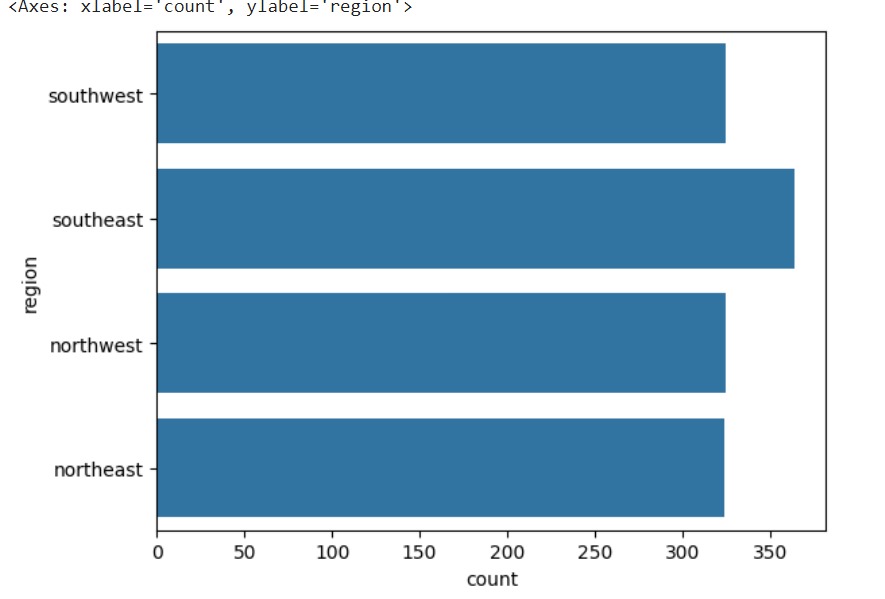 <Axes: xlabel='count', ylabel='region'>
southwest
southeast
northwest
northeast
region
0 50 100 150 200 250 300 350
count